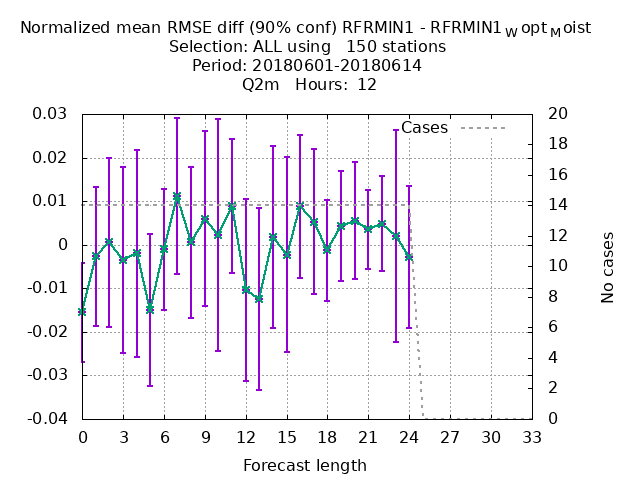 Normalized mean RMSE diff (90% conf) RFRMIN1 - RFRMIN1WoptMoist
Selection: ALL using 150 stations
Period: 20180601-20180614
Q2m Hours: 12
0.03 20
Cases
18
0.02
16
0.01 14
12
0
10
-0.01
8
-0.02 6
4
-0.03
2
-0.04 0
No cases
0 3 6 9 12 15 18 21 24 27 30 33
Forecast length